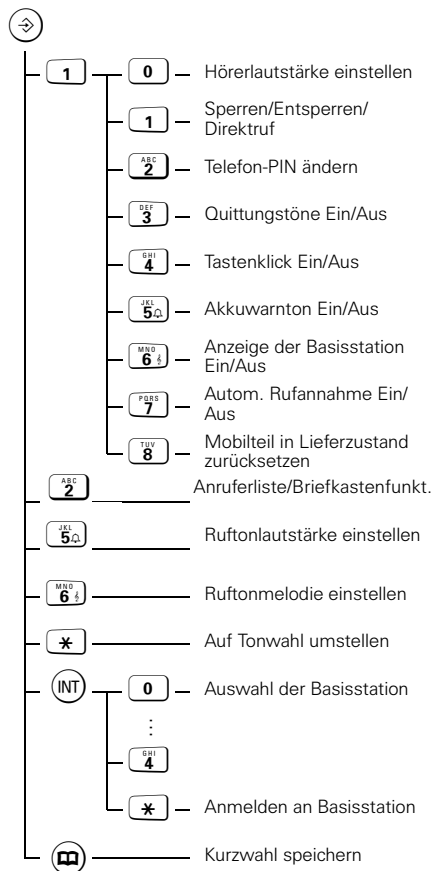 1 0 Hörerlautstärke einstellen
1 Sperren/Entsperren/
Direktruf
ABC 2 Telefon-PIN ändern
DEF 3 Quittungstöne Ein/Aus
GHI 4 Tastenklick Ein/Aus
JKL 5 Akkuwarnton Ein/Aus
MNO 6 Anzeige der Basisstation
Ein/Aus
PQRS 7 Autom. Rufannahme Ein/
Aus
TUV 8 Mobilteil in Lieferzustand
zurücksetzen
ABC 2 Anruferliste/Briefkastenfunkt.
JKL 5 Ruftonlautstärke einstellen
MNO 6 Ruftonmelodie einstellen
* Auf Tonwahl umstellen
INT 0 Auswahl der Basisstation
⋮
GHI 4
* Anmelden an Basisstation
Kurzwahl speichern